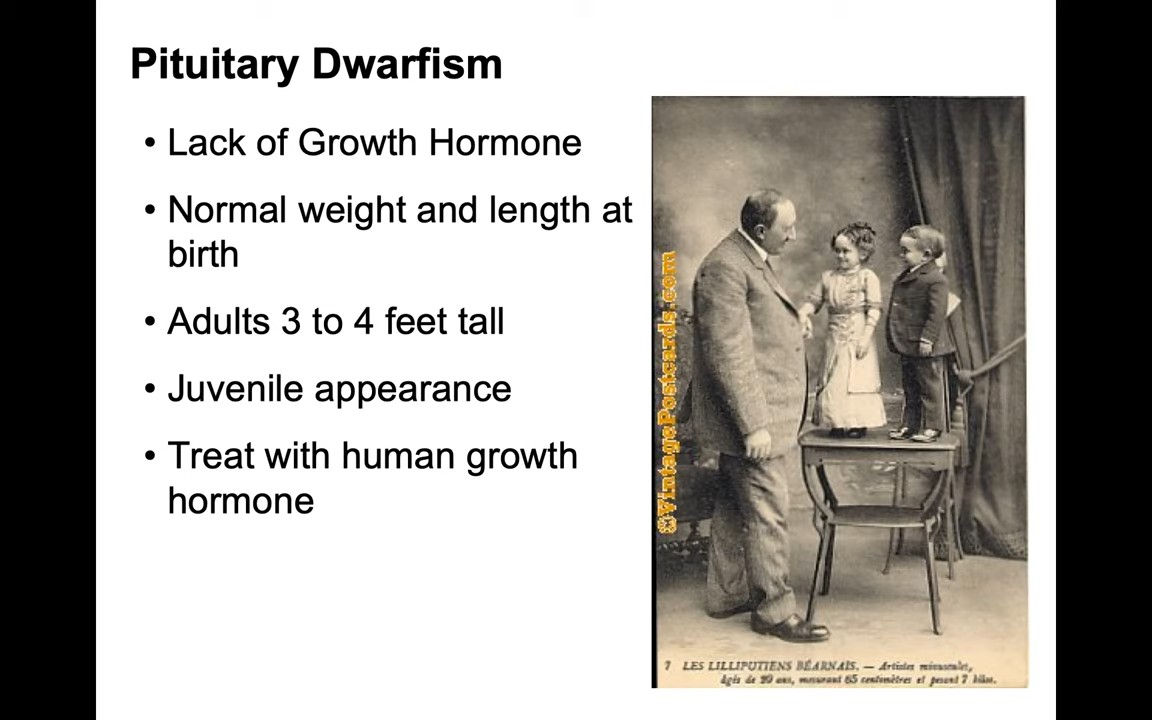 Pituitary Dwarfism
• Lack of Growth Hormone
• Normal weight and length at
birth
• Adults 3 to 4 feet tall
• Juvenile appearance
• Treat with human growth
hormone
©VintagePostcards.com
7 LES LILLIPUTIENS BÉARNAIS. — Artistes minuscules,
âgés de 20 ans, mesurant 65 centimètres et pesant 7 kilos.